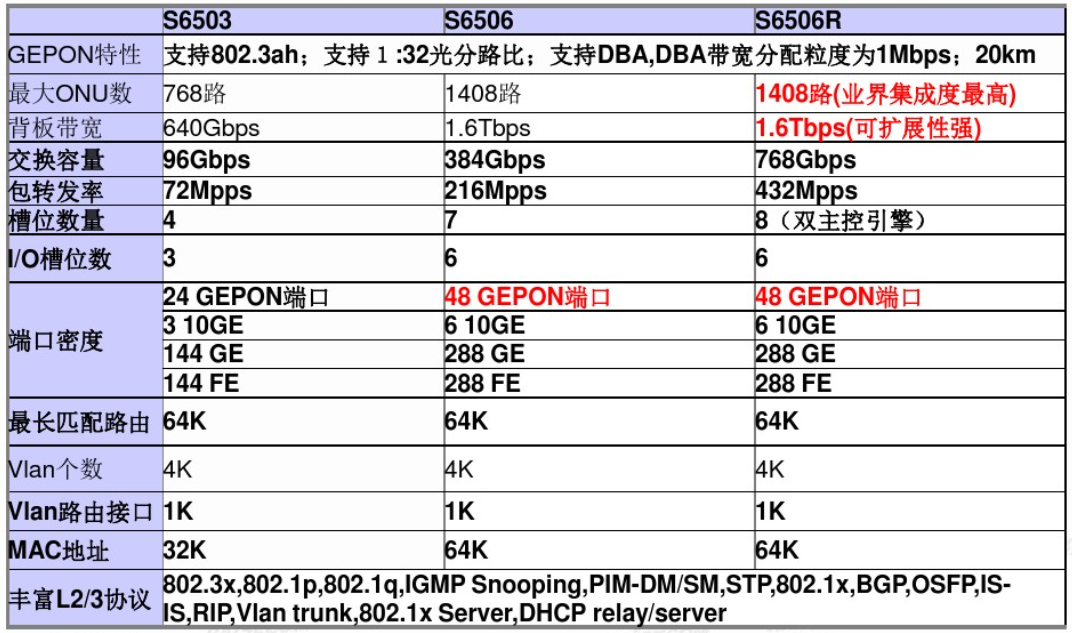 S6503 S6506 S6506R
GEPON特性 支持802.3ah；支持１:32光分路比；支持DBA,DBA带宽分配粒度为1Mbps；20km
最大ONU数 768路 1408路 1408路(业界集成度最高)
背板带宽 640Gbps 1.6Tbps 1.6Tbps(可扩展性强)
交换容量 96Gbps 384Gbps 768Gbps
包转发率 72Mpps 216Mpps 432Mpps
槽位数量 4 7 8（双主控引擎）
I/O槽位数 3 6 6
端口密度 24 GEPON端口 48 GEPON端口 48 GEPON端口
3 10GE 6 10GE 6 10GE
144 GE 288 GE 288 GE
144 FE 288 FE 288 FE
最长匹配路由 64K 64K 64K
Vlan个数 4K 4K 4K
Vlan路由接口 1K 1K 1K
MAC地址 32K 64K 64K
丰富L2/3协议 802.3x,802.1p,802.1q,IGMP Snooping,PIM-DM/SM,STP,802.1x,BGP,OSFP,IS-
IS,RIP,Vlan trunk,802.1x Server,DHCP relay/server